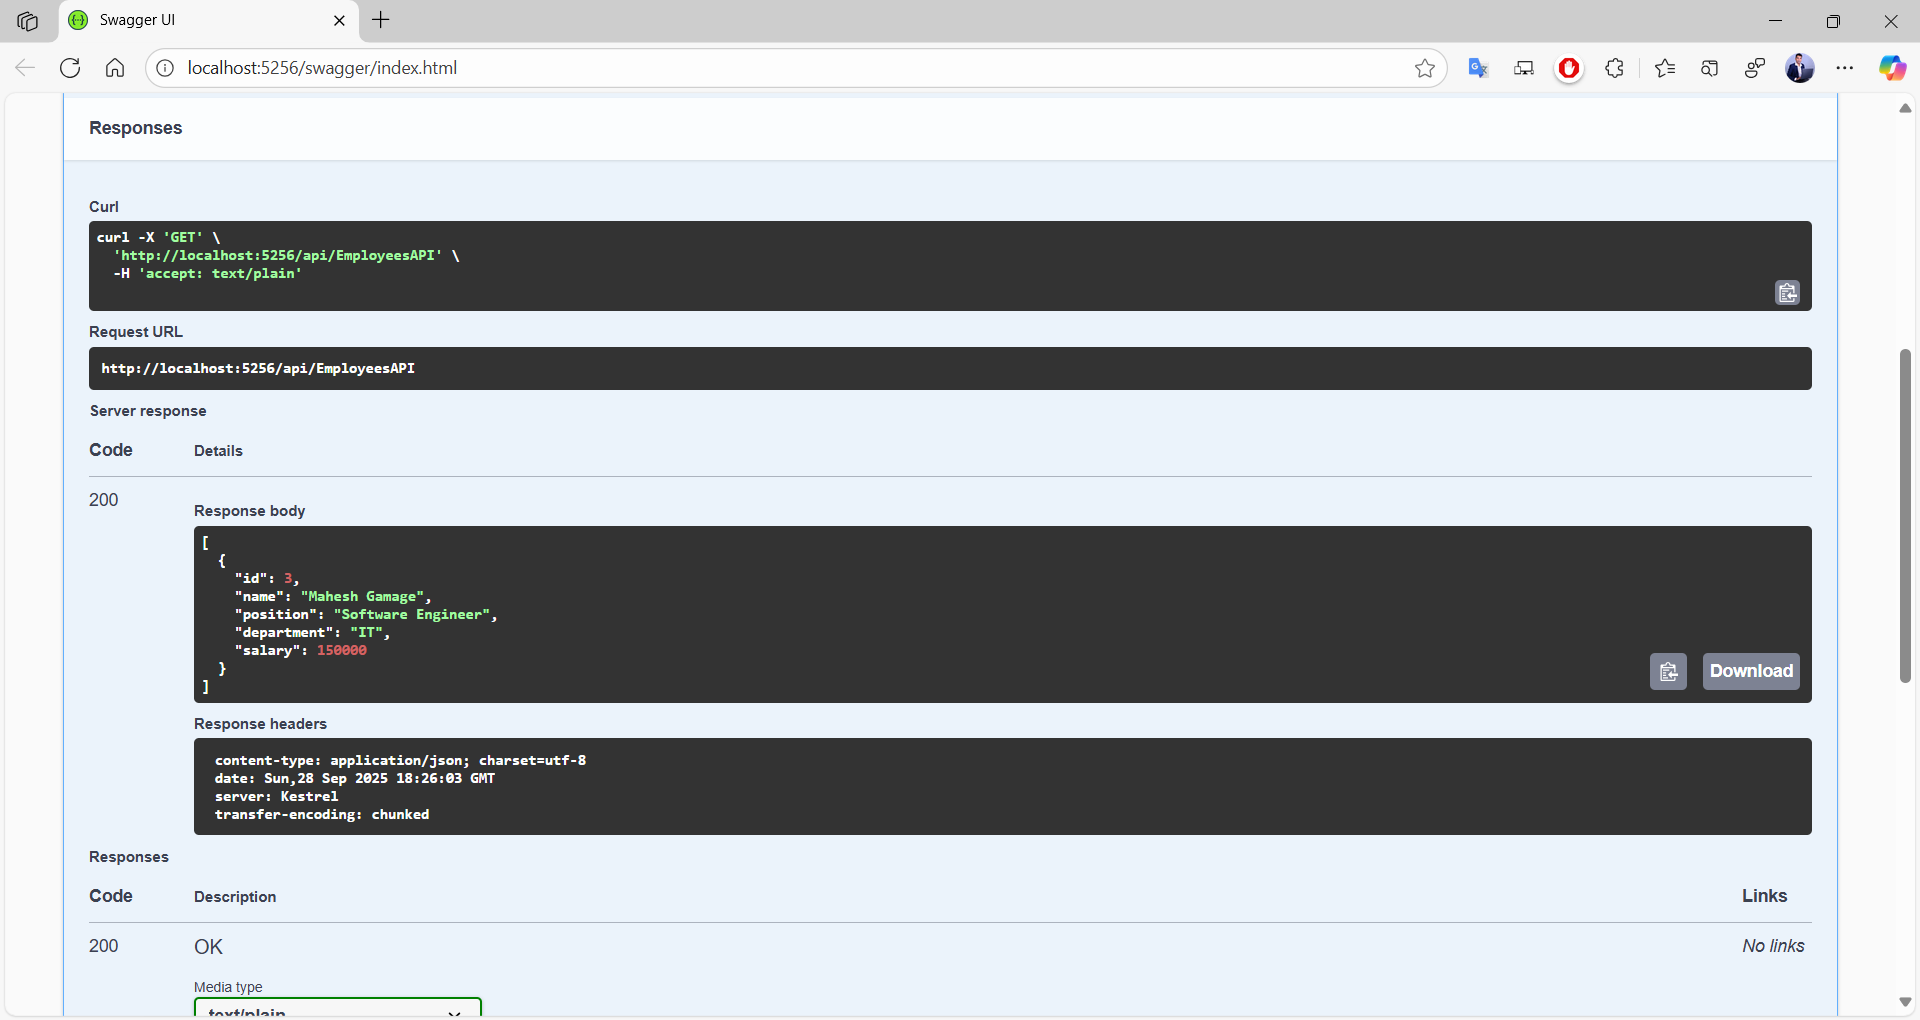 Swagger UI
localhost:5256/swagger/index.html
Responses
Curl
curl -X 'GET' \
  'http://localhost:5256/api/EmployeesAPI' \
  -H 'accept: text/plain'
Request URL
http://localhost:5256/api/EmployeesAPI
Server response
Code Details
200
Response body
[
  {
    "id": 3,
    "name": "Mahesh Gamage",
    "position": "Software Engineer",
    "department": "IT",
    "salary": 150000
  }
]
Download
Response headers
content-type: application/json; charset=utf-8
date: Sun,28 Sep 2025 18:26:03 GMT
server: Kestrel
transfer-encoding: chunked
Responses
Code Description Links
200 OK No links
Media type
text/plain